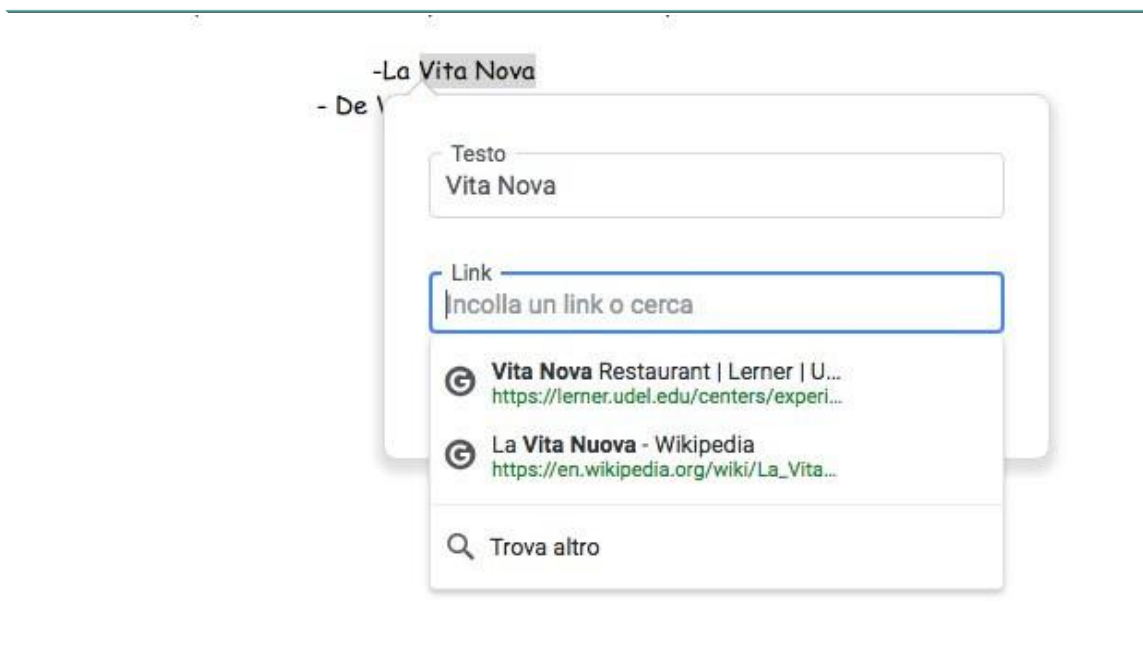 -La Vita Nova
- De
Testo
Vita Nova
Link
Incolla un link o cerca
Vita Nova Restaurant | Lerner | U...
https://lerner.udel.edu/centers/experi...
La Vita Nuova - Wikipedia
https://en.wikipedia.org/wiki/La_Vita...
Trova altro